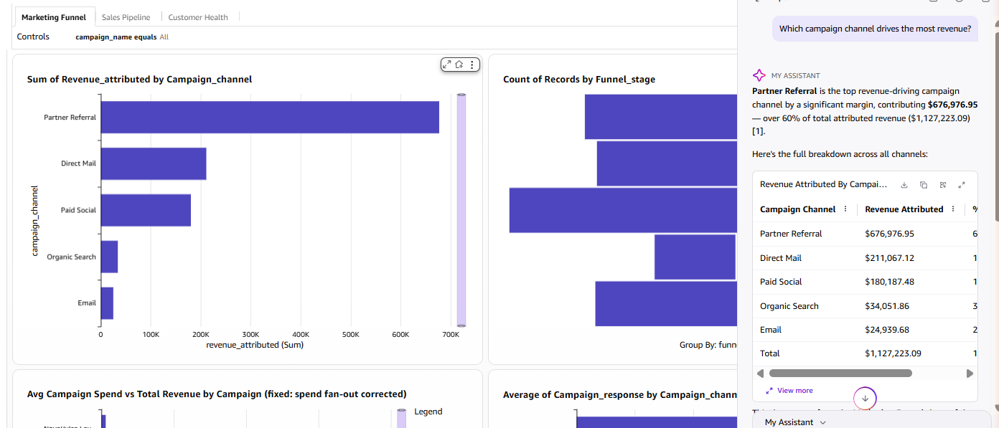 Marketing Funnel
Sales Pipeline
Customer Health
Controls
campaign_name equals All
Sum of Revenue_attributed by Campaign_channel
campaign_channel
Partner Referral
Direct Mail
Paid Social
Organic Search
Email
0 100K 200K 300K 400K 500K 600K 700K
revenue_attributed (Sum)
Count of Records by Funnel_stage
Group By: funn
Avg Campaign Spend vs Total Revenue by Campaign (fixed: spend fan-out corrected)
Legend
Average of Campaign_response by Campaign_chann
Which campaign channel drives the most revenue?
MY ASSISTANT
Partner Referral is the top revenue-driving campaign
channel by a significant margin, contributing $676,976.95
— over 60% of total attributed revenue ($1,127,223.09)
[1].
Here's the full breakdown across all channels:
Revenue Attributed By Campai...
Campaign Channel Revenue Attributed %
Partner Referral $676,976.95 6
Direct Mail $211,067.12 1
Paid Social $180,187.48 1
Organic Search $34,051.86 3
Email $24,939.68 2
Total $1,127,223.09 1
View more
My Assistant